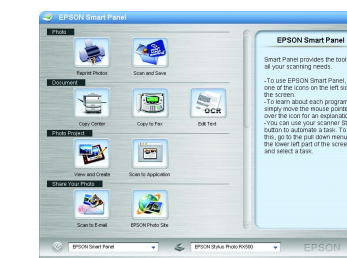 EPSON Smart Panel
Photo
Reprint Photos
Scan and Save
Document
Copy Center
Copy to Fax
OCR
Edit Text
Photo Project
View and Create
Scan to Application
Share Your Photo
Scan to E-mail
EPSON Photo Site
EPSON Smart Panel
EPSON Stylus Photo RX500
EPSON Smart Panel
Smart Panel provides the tool
all your scanning needs.
-To use EPSON Smart Panel,
one of the icons on the left sid
the screen.
-To learn about each program
simply move the mouse pointe
over the icon for an explanatio
-You can use your scanner St
button to automate a task. To
this, go to the pull down menu
the lower left part of the scree
and select a task.
EPSON